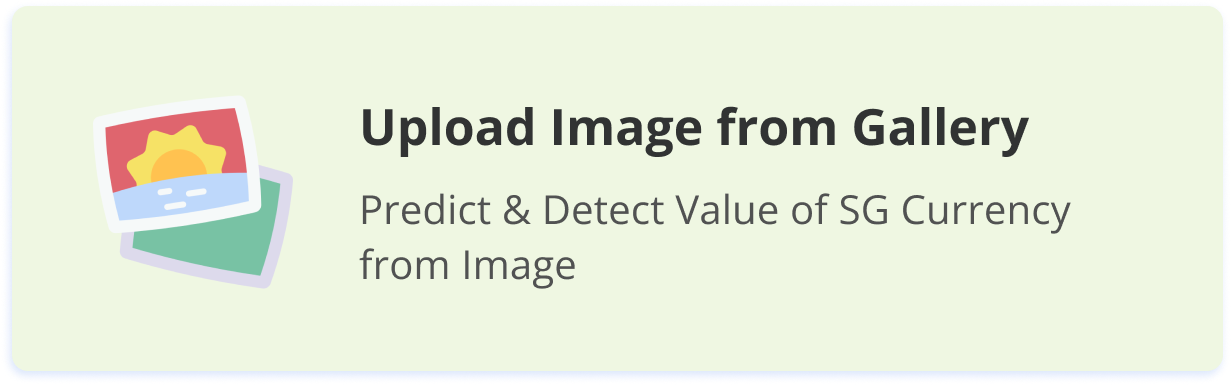 Upload Image from Gallery
Predict & Detect Value of SG Currency
from Image